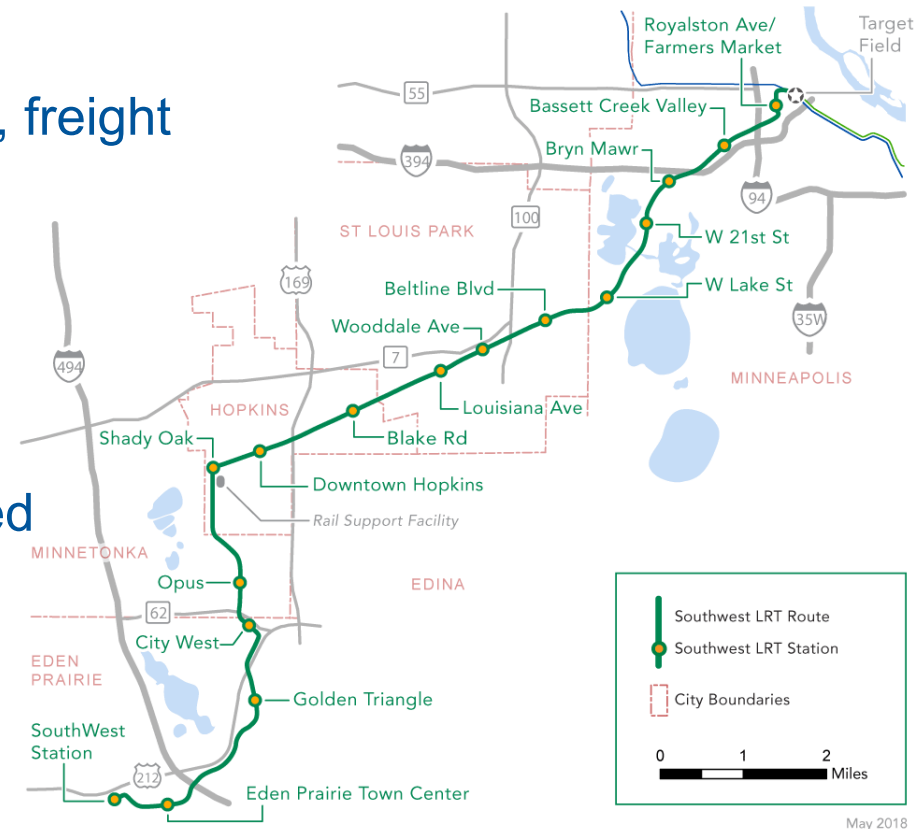 , freight
ed
Royalston Ave/
Farmers Market
Target
Field
55
Bassett Creek Valley
Bryn Mawr
394
94
100
ST LOUIS PARK
W 21st St
169
Beltline Blvd
W Lake St
Wooddale Ave
35W
7
494
MINNEAPOLIS
HOPKINS
Louisiana Ave
Shady Oak
Blake Rd
Downtown Hopkins
Rail Support Facility
MINNETONKA
Opus
EDINA
62
City West
EDEN
PRAIRIE
Golden Triangle
SouthWest
Station
212
Eden Prairie Town Center
Southwest LRT Route
Southwest LRT Station
City Boundaries
0 1 2
Miles
May 2018